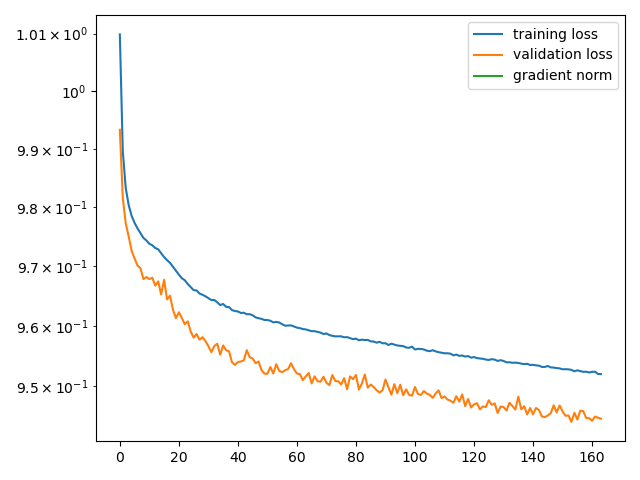 training loss
validation loss
gradient norm
1.01 × 10⁰
10⁰
9.9 × 10⁻¹
9.8 × 10⁻¹
9.7 × 10⁻¹
9.6 × 10⁻¹
9.5 × 10⁻¹
0 20 40 60 80 100 120 140 160